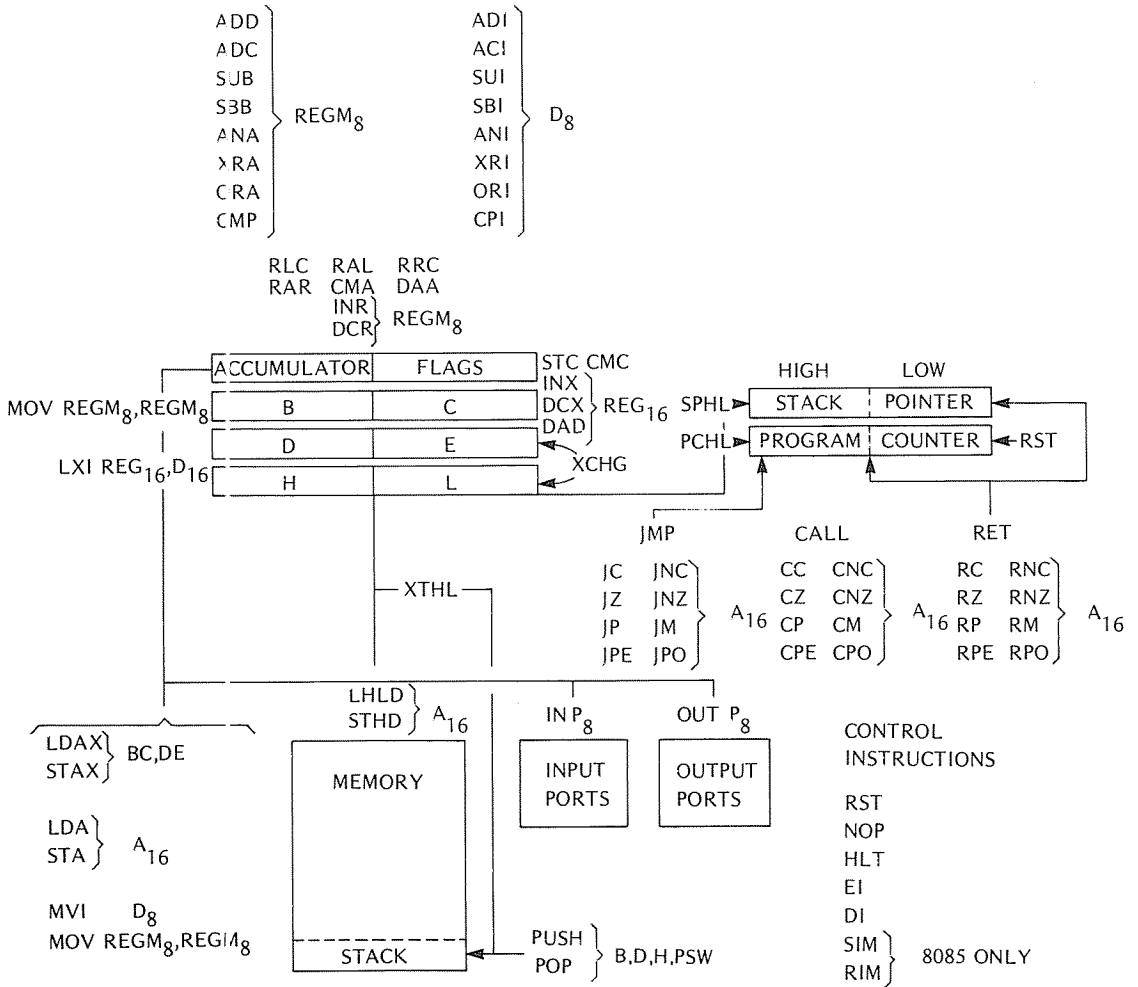 ADD ADI
ADC ACI
SUB SUI
SBB SBI
ANA ANI
XRA XRI
ORA ORI
CMP CPI
REGM8 D8
RLC RAL RRC
RAR CMA DAA
INR
DCR REGM8
ACCUMULATOR FLAGS STC CMC
MOV REGM8,REGM8 B C
INX
DCX REG16
DAD
D E
XCHG
LXI REG16,D16 H L
HIGH LOW
SPHL STACK POINTER
PCHL PROGRAM COUNTER RST
JMP CALL RET
JC JNC CC CNC RC RNC
JZ JNZ CZ CNZ RZ RNZ
A16 A16 A16
JP JM CP CM RP RM
JPE JPO CPE CPO RPE RPO
XTHL
LHLD
STHD A16
IN P8 OUT P8
LDAX
STAX BC,DE
MEMORY
INPUT
PORTS
OUTPUT
PORTS
LDA
STA A16
MVI D8
MOV REGM8,REGM8
STACK
PUSH
POP B,D,H,PSW
CONTROL
INSTRUCTIONS
RST
NOP
HLT
EI
DI
SIM
RIM 8085 ONLY